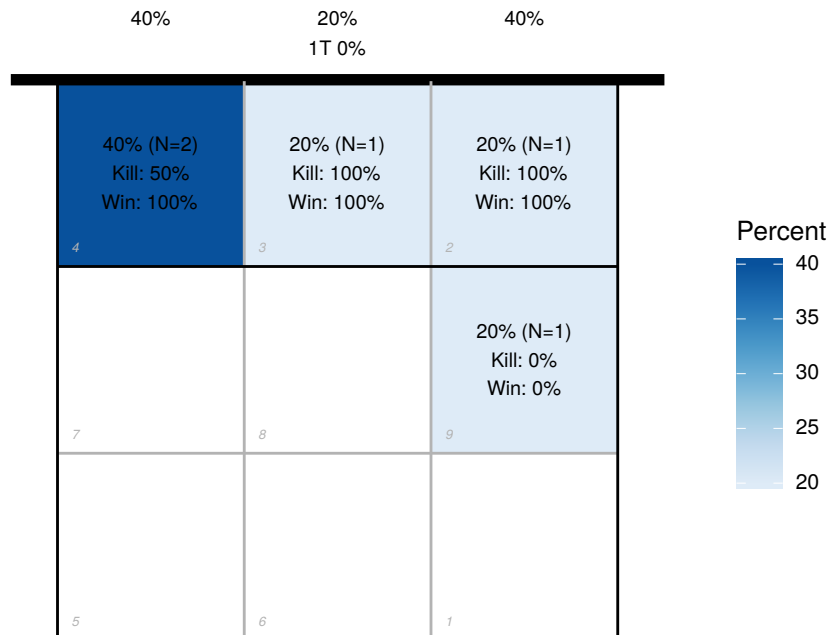 40% 20% 40%
1T 0%
40% (N=2) 20% (N=1) 20% (N=1)
Kill: 50% Kill: 100% Kill: 100%
Win: 100% Win: 100% Win: 100%
4 3 2
20% (N=1)
Kill: 0%
Win: 0%
7 8 9
5 6 1
Percent
40
35
30
25
20